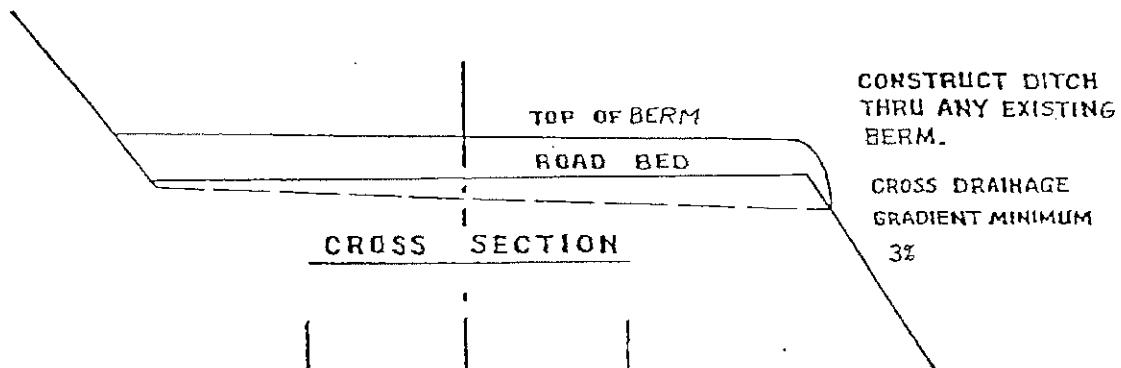 CONSTRUCT DITCH
THRU ANY EXISTING
BERM.
TOP OF BERM
ROAD BED
CROSS DRAINAGE
GRADIENT MINIMUM
3%
CROSS SECTION